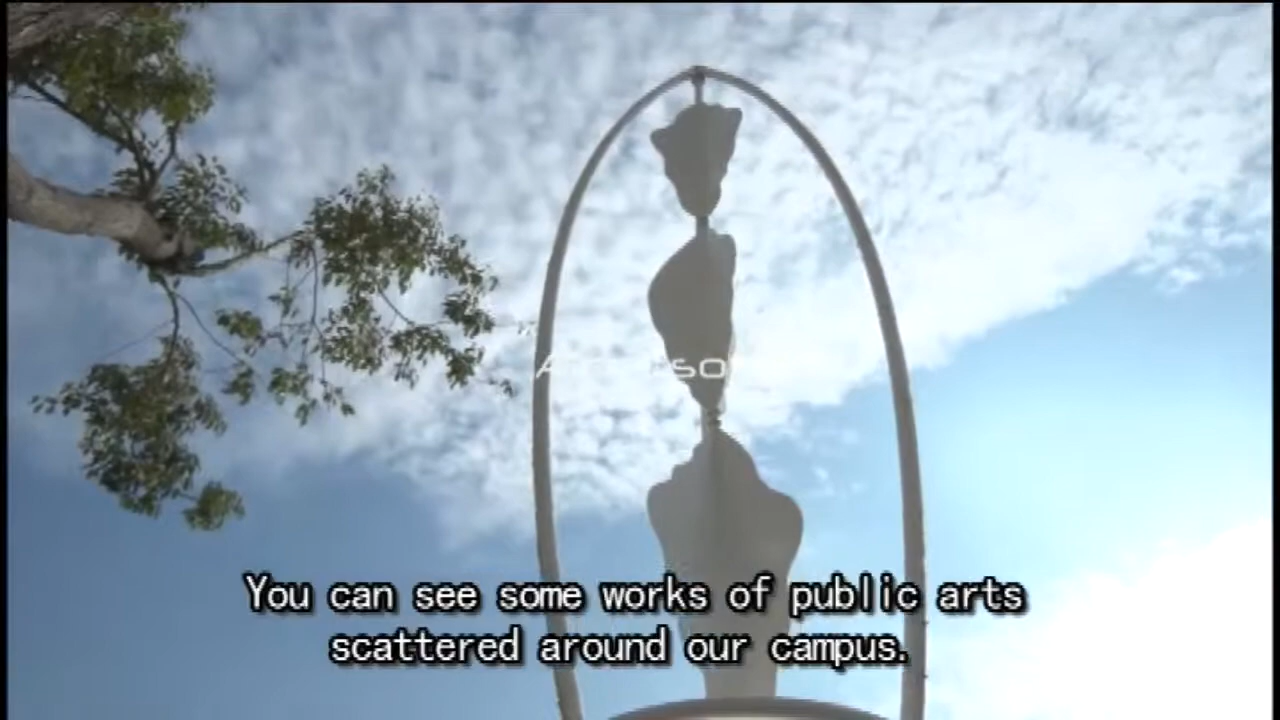 You can see some works of public arts
scattered around our campus.